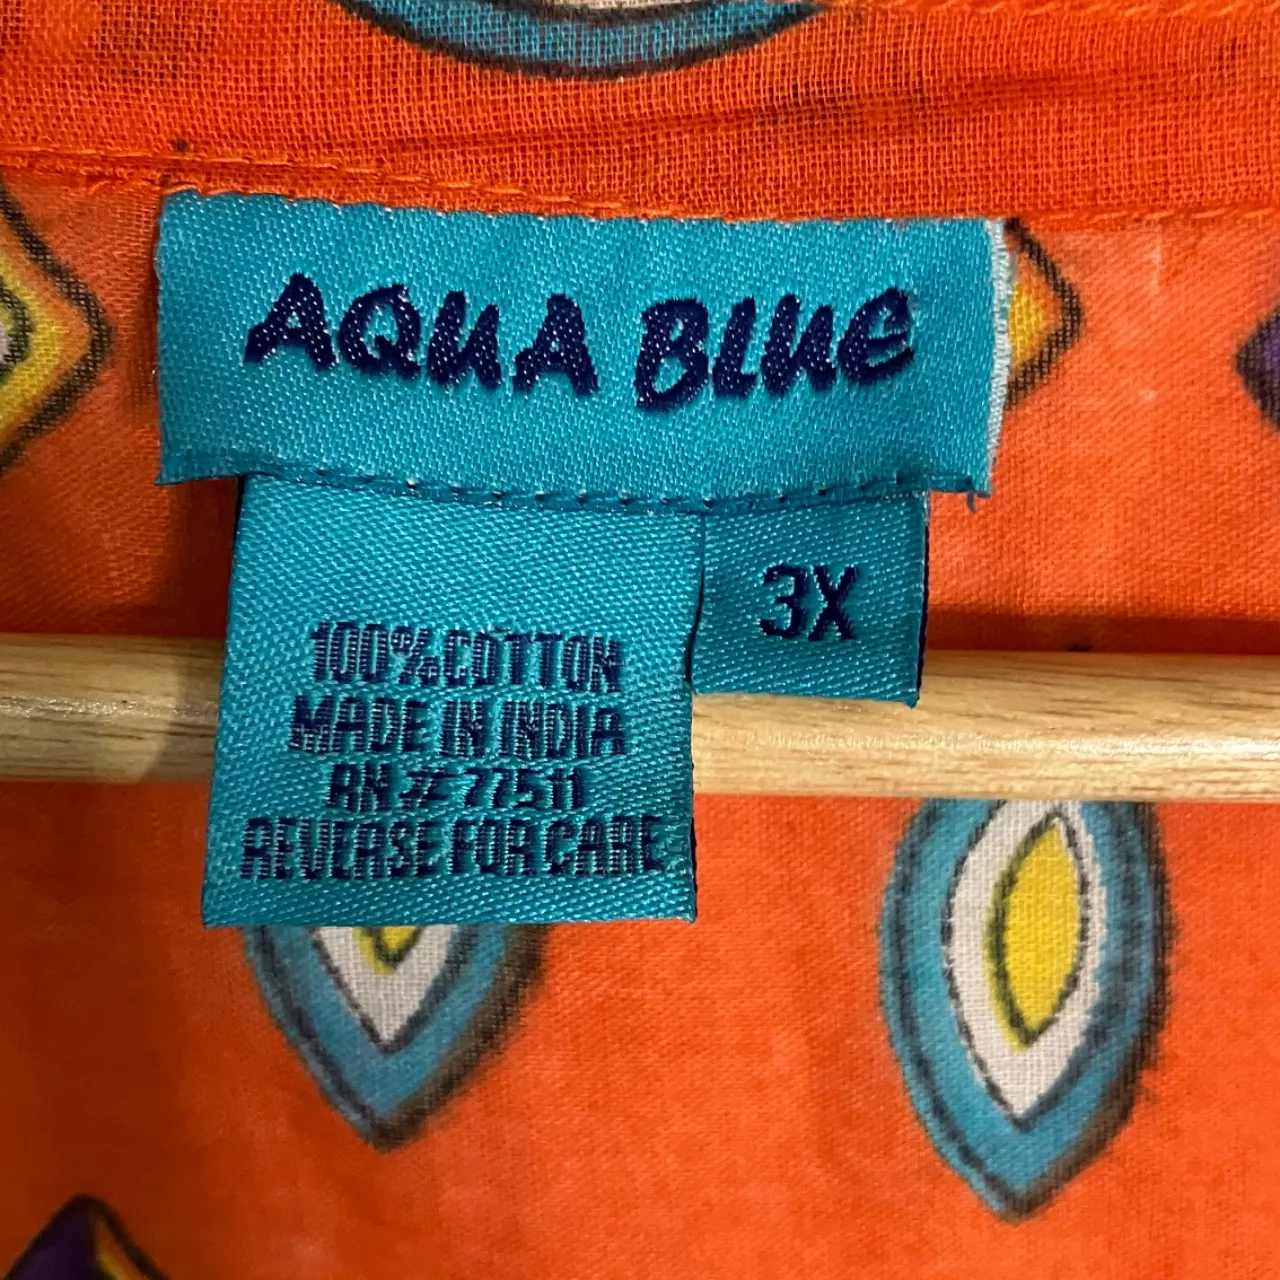 AQUA BLUE
3X
100% COTTON
MADE IN INDIA
RN # 77511
REVERSE FOR CARE